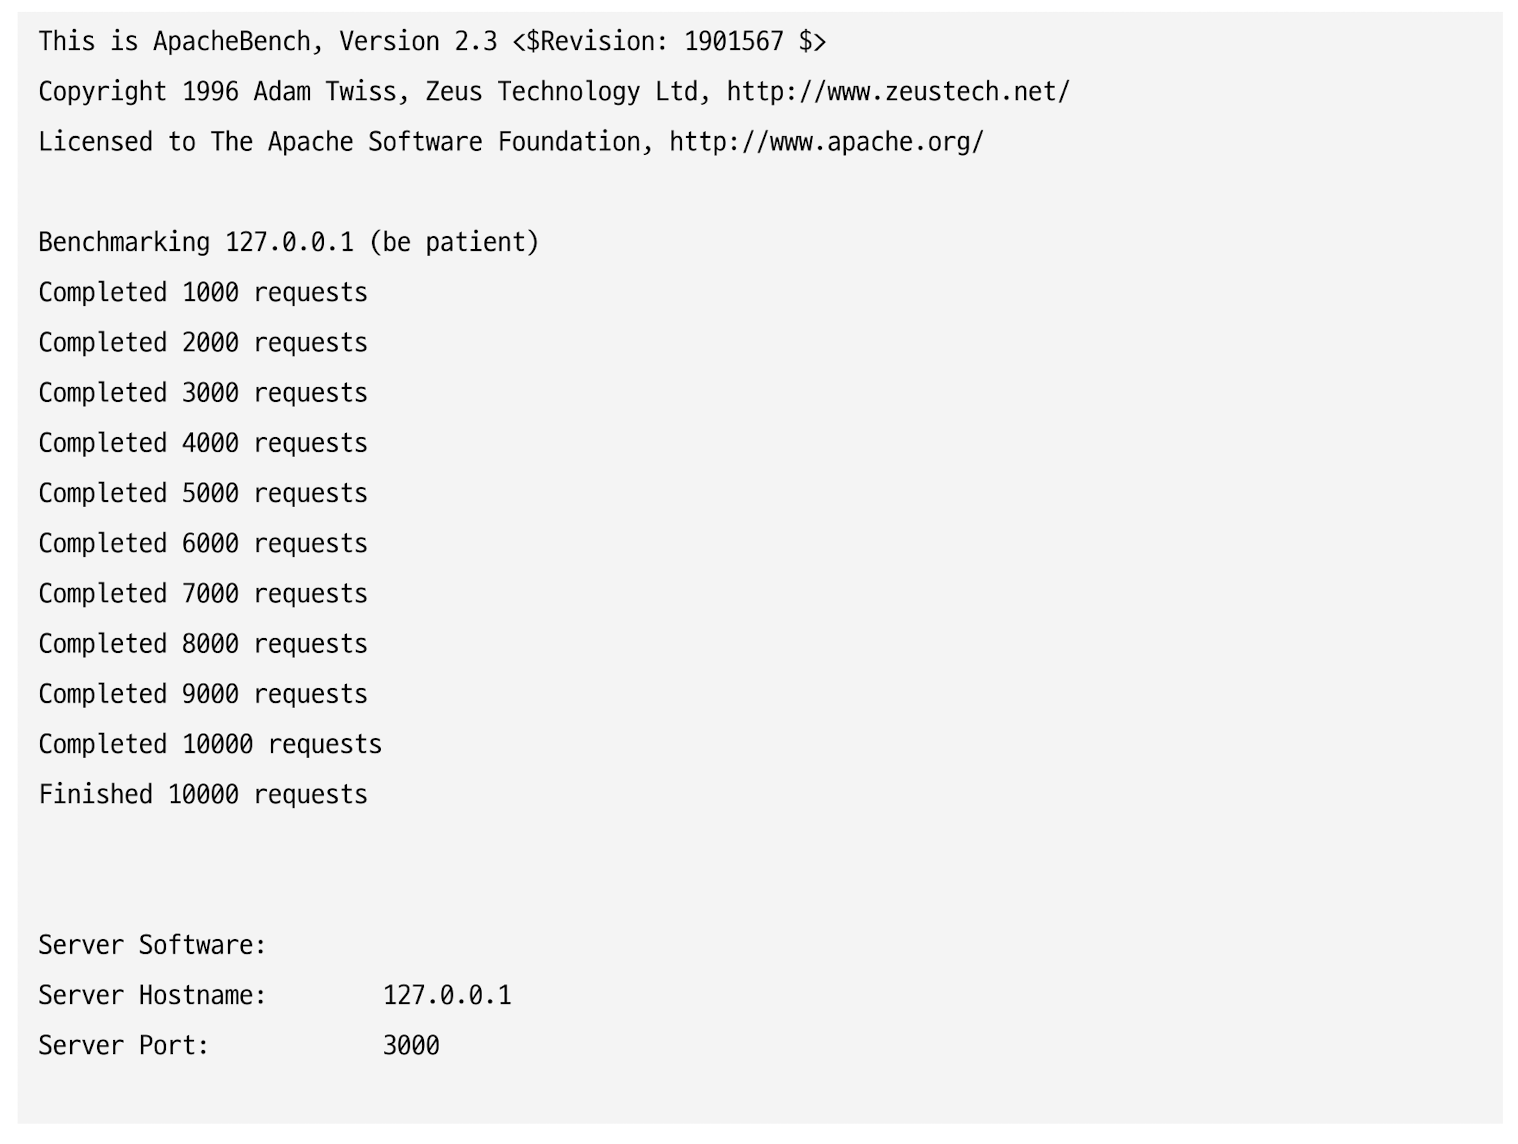 This is ApacheBench, Version 2.3 <$Revision: 1901567 $>
Copyright 1996 Adam Twiss, Zeus Technology Ltd, http://www.zeustech.net/
Licensed to The Apache Software Foundation, http://www.apache.org/
Benchmarking 127.0.0.1 (be patient)
Completed 1000 requests
Completed 2000 requests
Completed 3000 requests
Completed 4000 requests
Completed 5000 requests
Completed 6000 requests
Completed 7000 requests
Completed 8000 requests
Completed 9000 requests
Completed 10000 requests
Finished 10000 requests
Server Software:
Server Hostname:        127.0.0.1
Server Port:            3000